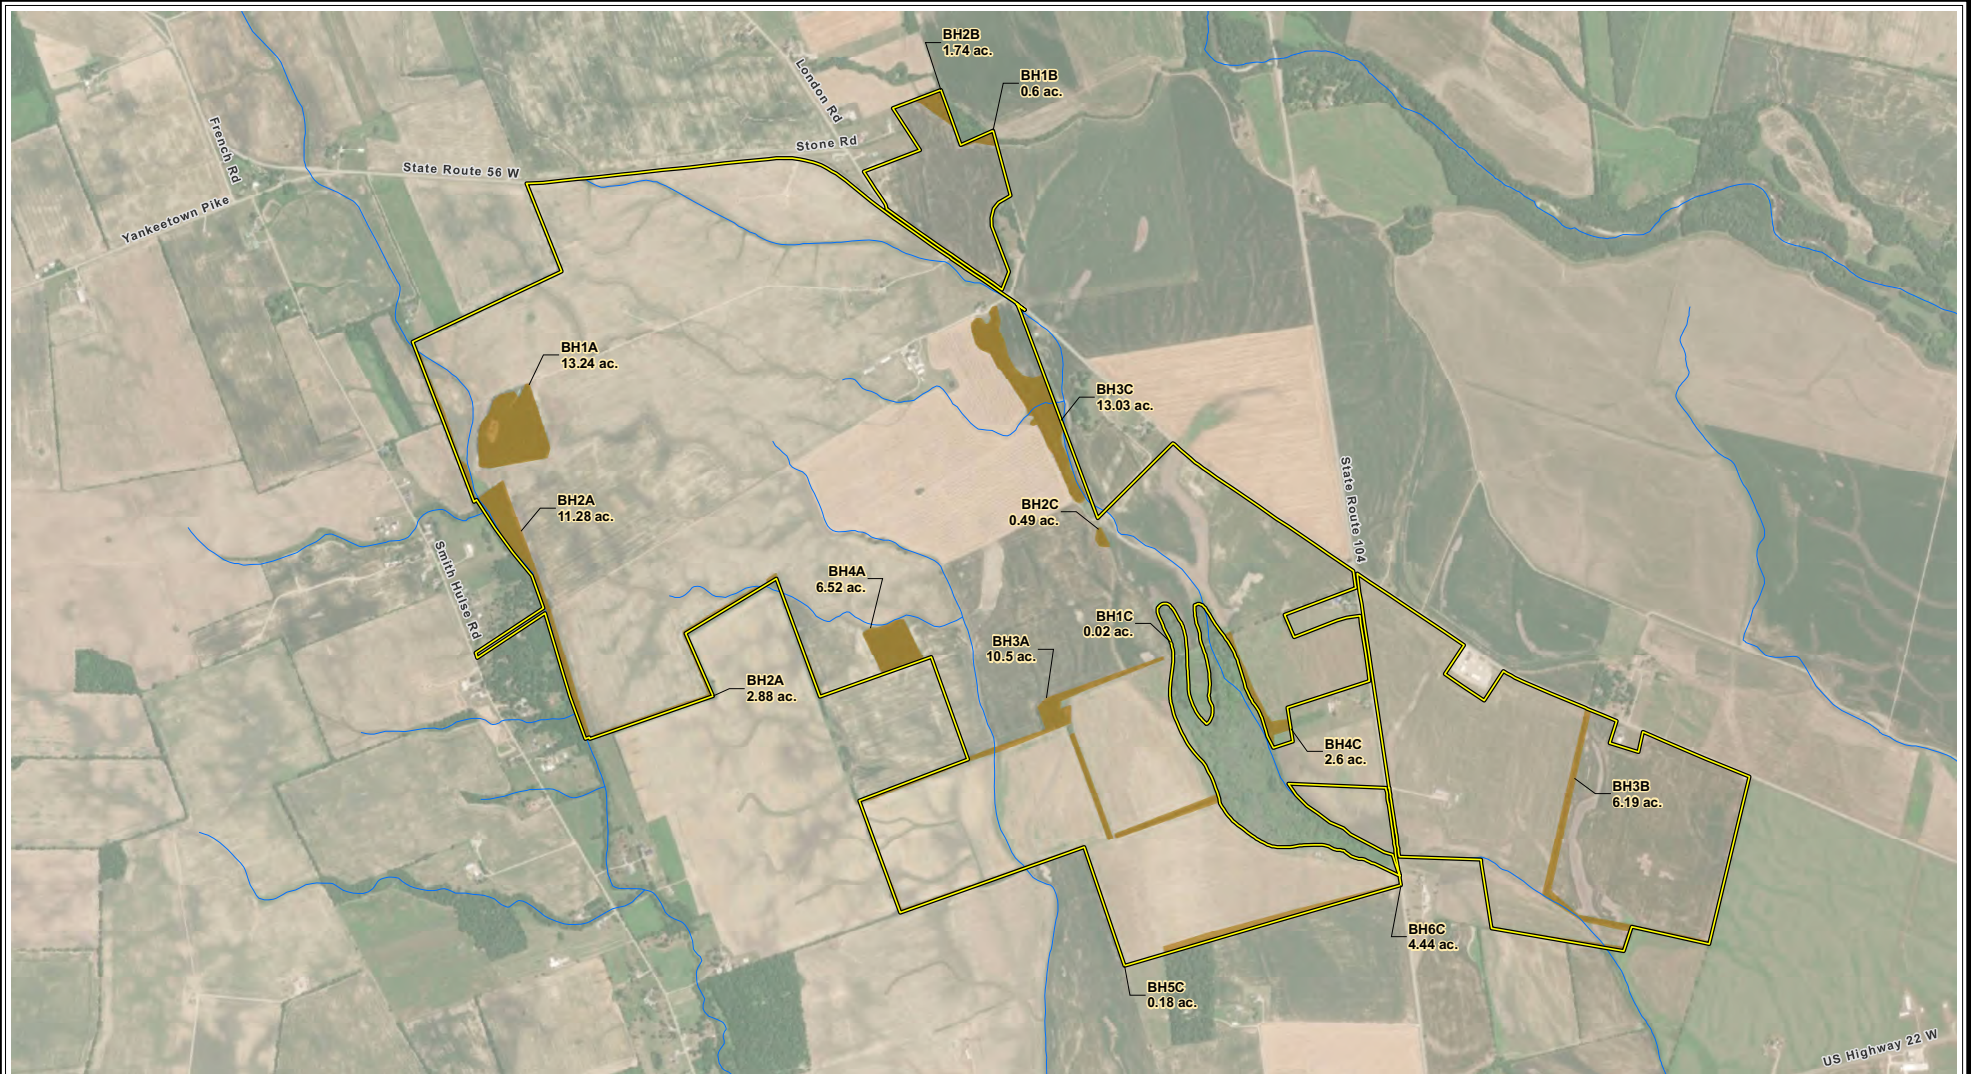 BH2B
1.74 ac.
BH1B
0.6 ac.
London Rd
Stone Rd
French Rd
State Route 56 W
Yankeetown Pike
BH1A
13.24 ac.
BH3C
13.03 ac.
State Route 104
BH2A
11.28 ac.
BH2C
0.49 ac.
Smith Hulse Rd
BH4A
6.52 ac.
BH1C
0.02 ac.
BH3A
10.5 ac.
BH2A
2.88 ac.
BH4C
2.6 ac.
BH3B
6.19 ac.
BH6C
4.44 ac.
BH5C
0.18 ac.
US Highway 22 W